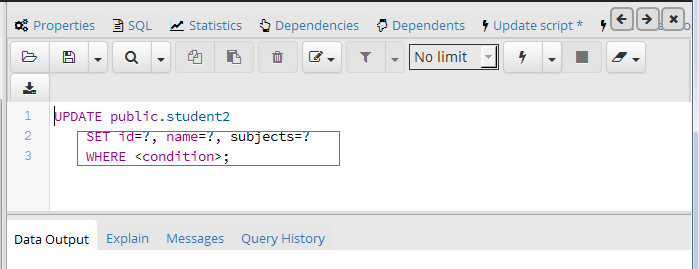 Properties SQL Statistics Dependencies Dependents Update script *
No limit
1 UPDATE public.student2
2 SET id=?, name=?, subjects=?
3 WHERE <condition>;
Data Output Explain Messages Query History